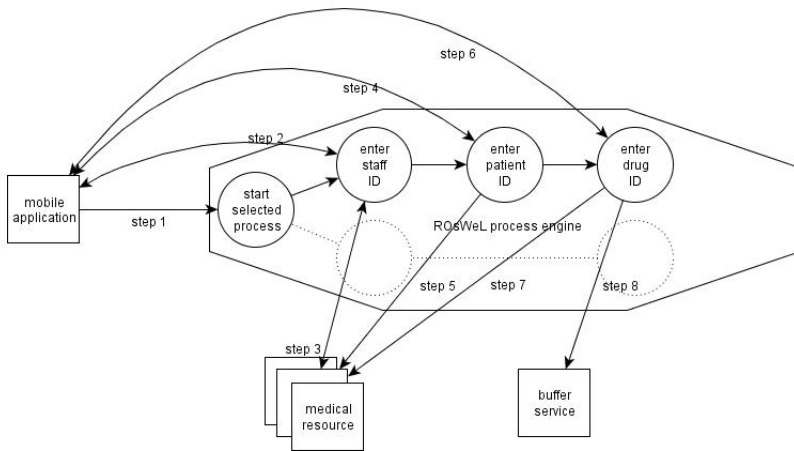 step 6
step 4
step 2
enter
staff
ID
enter
patient
ID
enter
drug
ID
mobile
application
step 1
start
selected
process
ROsWeL process engine
step 5
step 7
step 8
step 3
medical
resource
buffer
service